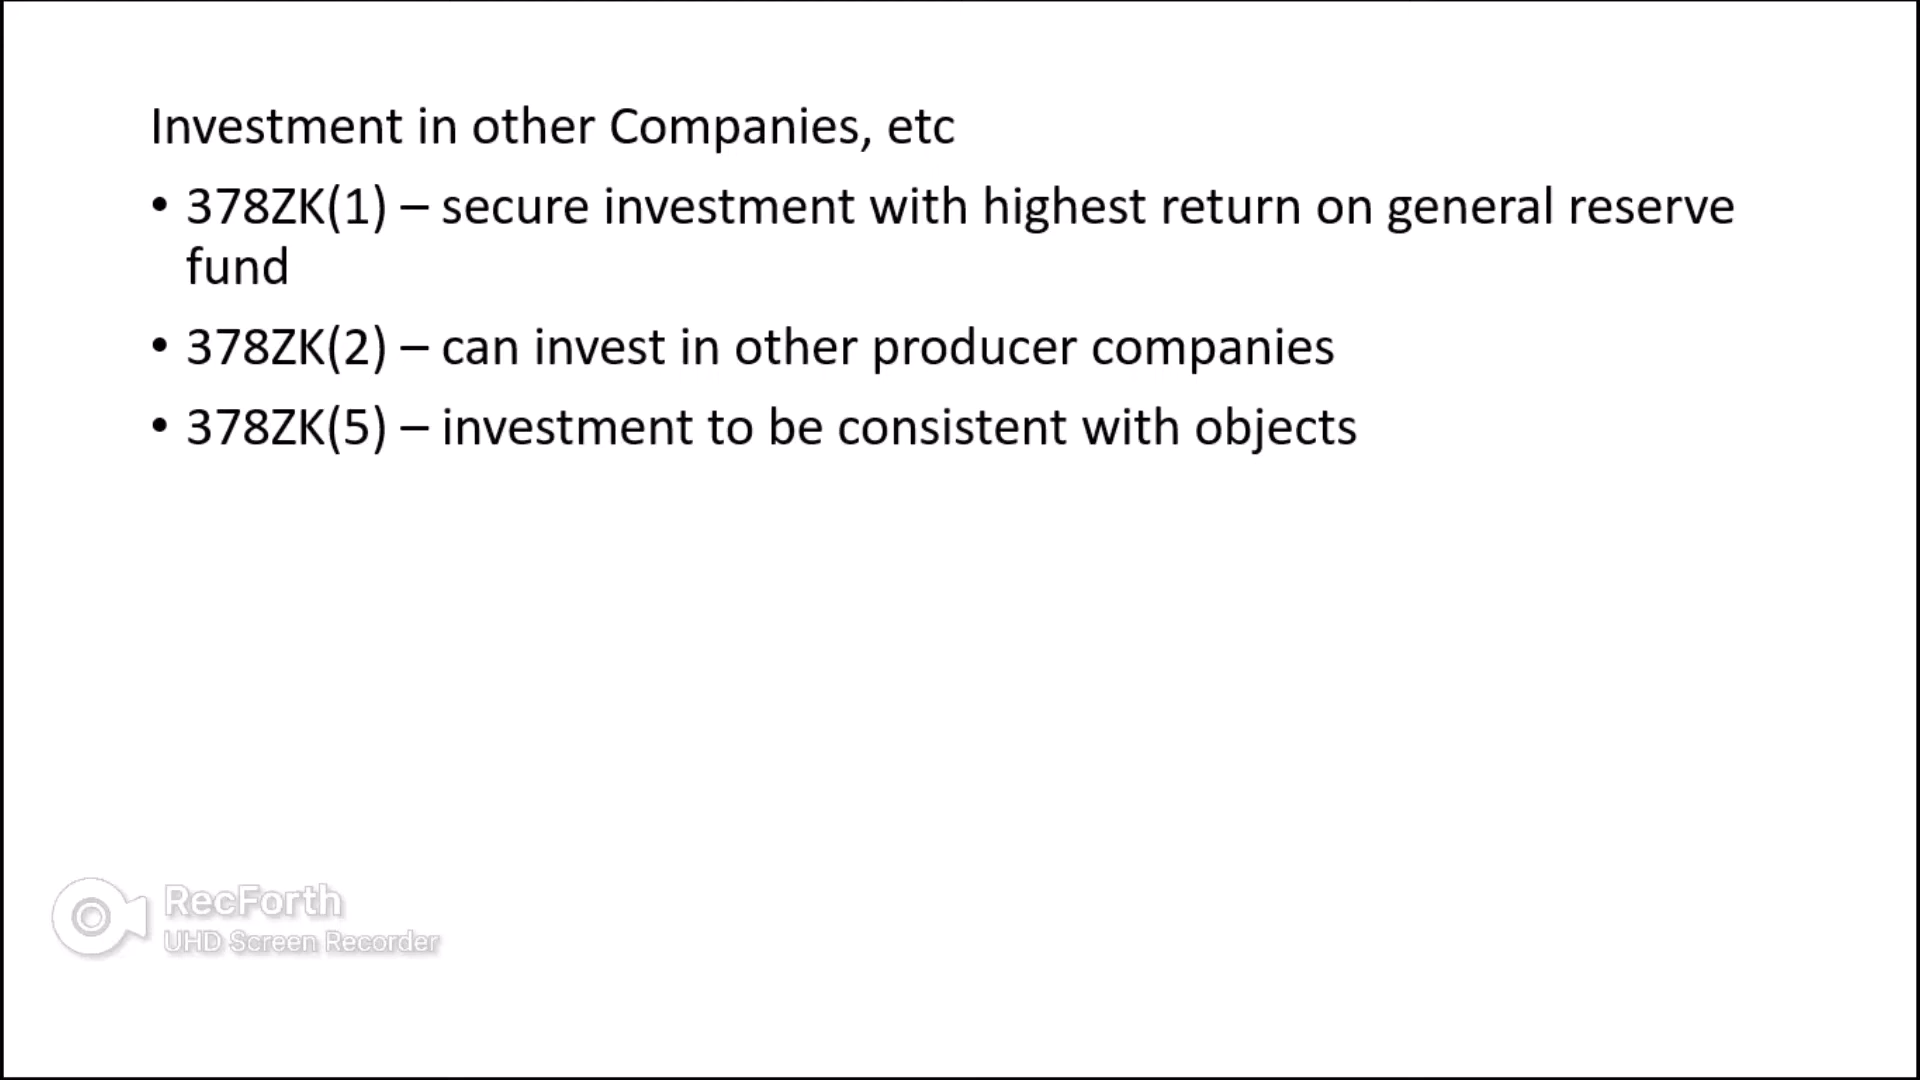 Investment in other Companies, etc
• 378ZK(1) – secure investment with highest return on general reserve
fund
• 378ZK(2) – can invest in other producer companies
• 378ZK(5) – investment to be consistent with objects
RecForth
UHD Screen Recorder